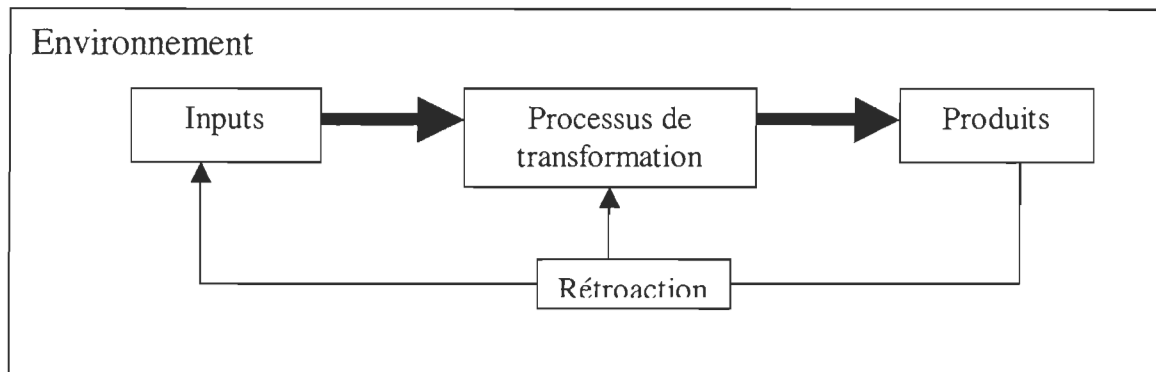 Environnement
Inputs
Processus de
transformation
Produits
Rétroaction